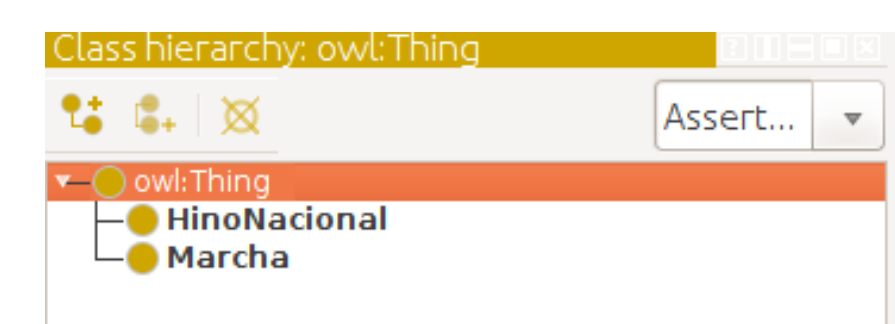 Class hierarchy: owl:Thing
Assert...
owl:Thing
HinoNacional
Marcha